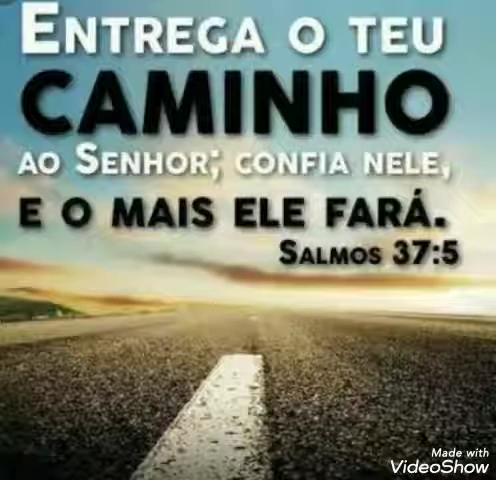 ENTREGA O TEU
CAMINHO
AO SENHOR; CONFIA NELE,
E O MAIS ELE FARÁ.
SALMOS 37:5
Made with
VideoShow